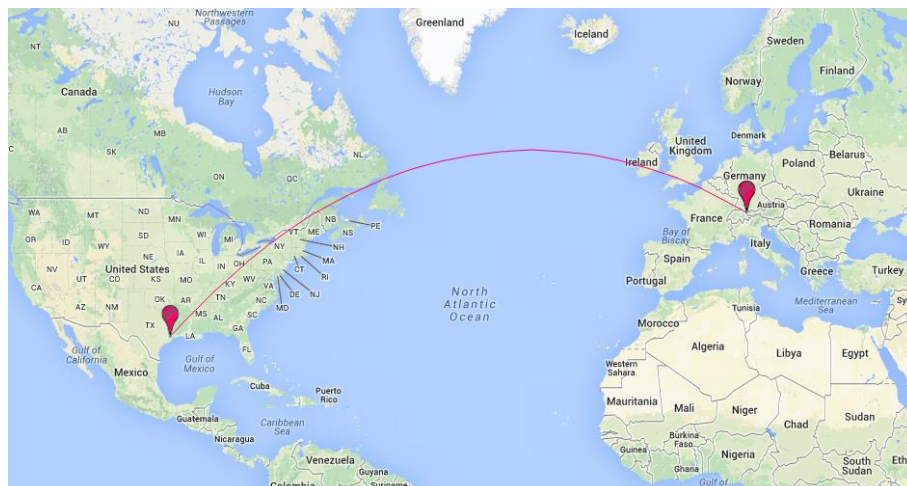 NU
Northwestern
Passages
Greenland
Iceland
Sweden
Finland
Norway
NT
Canada
Hudson
Bay
AB
MB
SK
ON
QC
NL
United
Kingdom
Ireland
Denmark
Poland
Belarus
Germany
Ukraine
Austria
France
Romania
Bay of
Biscay
Italy
Spain
Portugal
Greece
Turkey
WA
MT
ND
MN
OR
ID
SD
WI
MI
VT
ME
NB
NS
PE
NY
NH
MA
RI
CT
NJ
DE
MD
WY
IA
NE
IL
IN
OH
PA
NV
UT
CO
KS
MO
KY
WV
VA
United States
CA
AZ
NM
OK
AR
TN
NC
SC
MS
AL
GA
TX
LA
FL
Gulf of
California
Gulf of
Mexico
Mexico
Cuba
Puerto
Rico
Guatemala
Caribbean
Sea
Nicaragua
Venezuela
Guyana
Colombia
Suriname
North
Atlantic
Ocean
Tunisia
Mediterranean
Sea
Sy
Morocco
Algeria
Libya
Egypt
Western
Sahara
Mauritania
Mali
Niger
Chad
Sudan
Burkina
Faso
Guinea
Ghana
Nigeria
South
Sudan
Eth
Gulf of